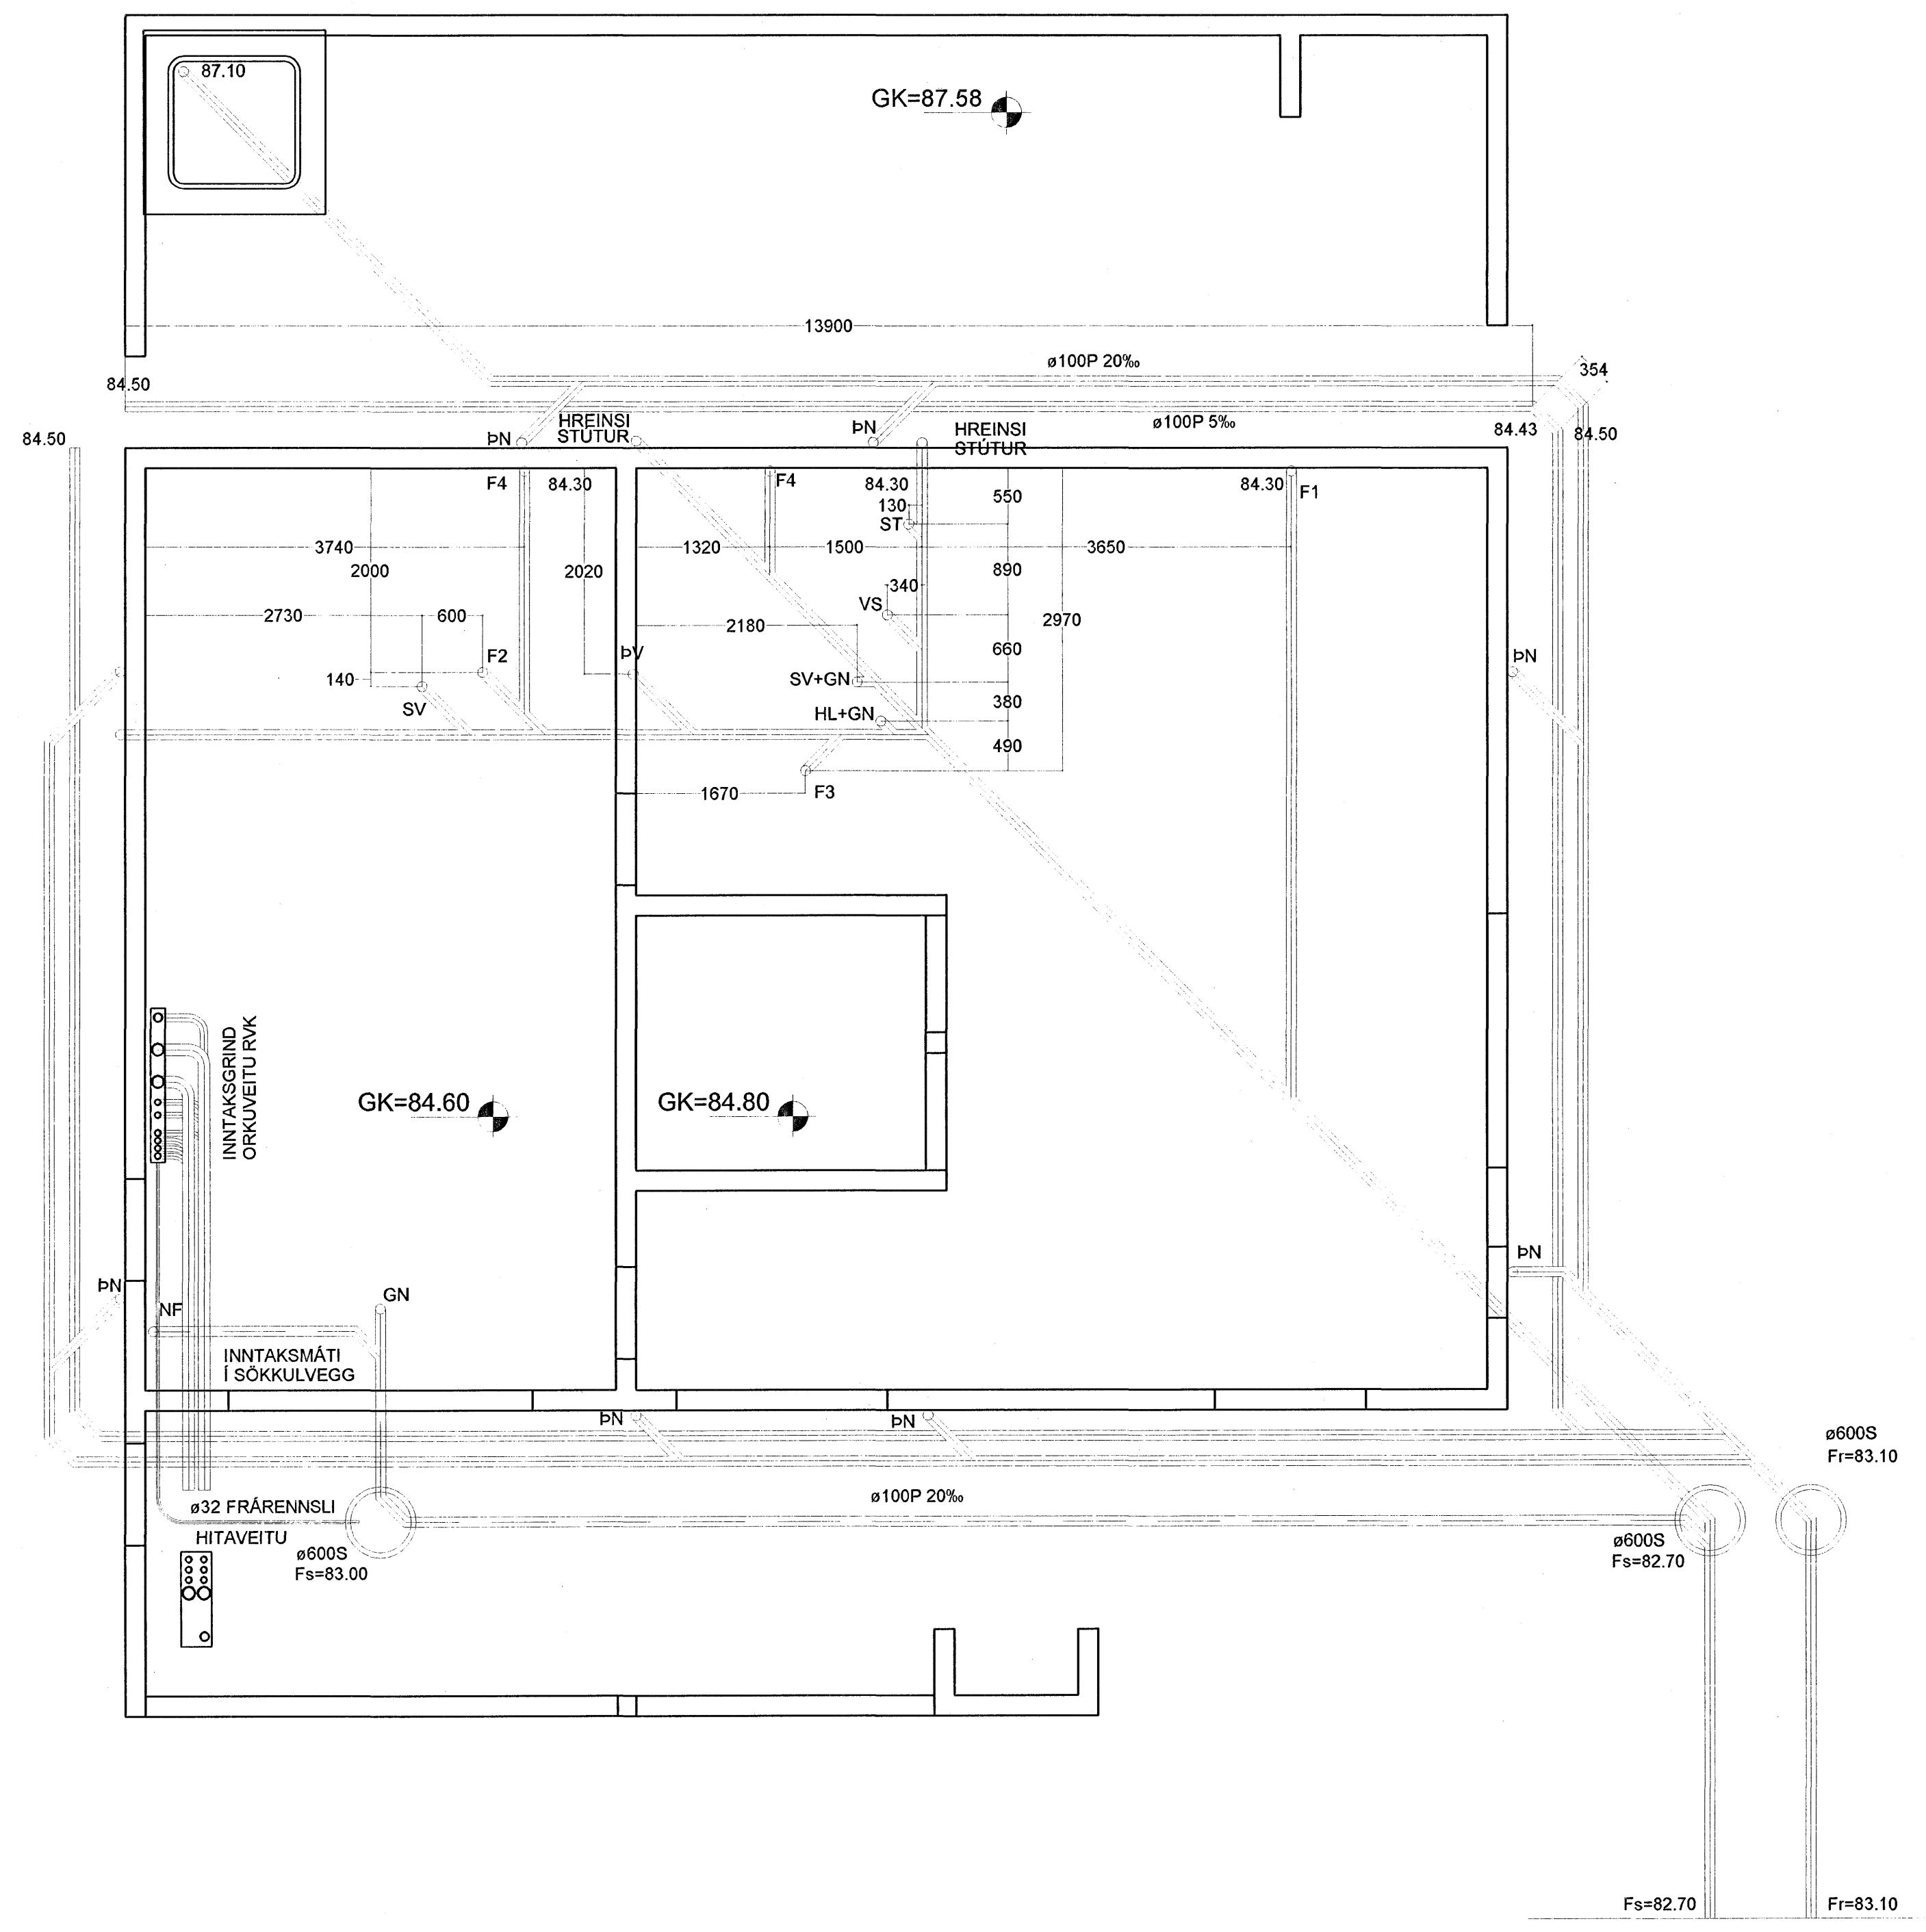 87.10
GK=87.58
13900
ø100P 20‰
354
84.50
HREINSI
STÚTUR
ÞN
ÞN
HREINSI
STÚTUR
ø100P 5‰
84.43
84.50
84.50
F4
84.30
F4
84.30
550
84.30
F1
130
ST
3740
1320
1500
3650
2000
2020
890
340
2730
600
VS
2180
2970
F2
ÞV
660
ÞN
140
SV+GN
SV
380
HL+GN
490
1670
F3
INNTAKSGRIND
ORKUVEITU RVK
GK=84.60
GK=84.80
ÞN
ÞN
GN
NF
INNTAKSMÁTI
Í SÖKKULVEGG
ÞN
ÞN
ø600S
Fr=83.10
ø100P 20‰
ø32 FRÁRENNSLI
HITAVEITU
ø600S
Fs=83.00
ø600S
Fs=82.70
Fs=82.70
Fr=83.10